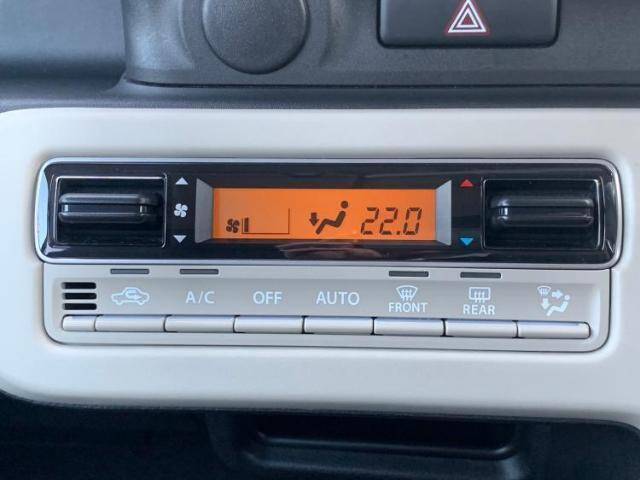 22.0
A/C OFF AUTO FRONT REAR